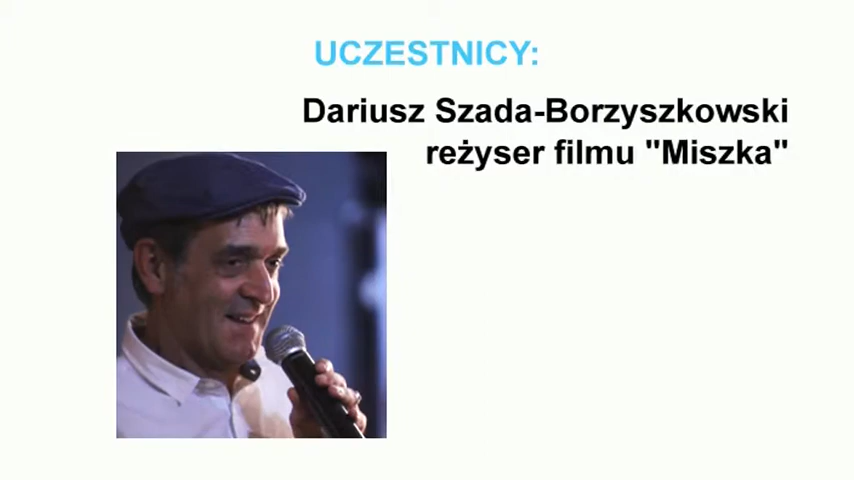 UCZESTNICY:
Dariusz Szada-Borzyszkowski
reżyser filmu "Miszka"